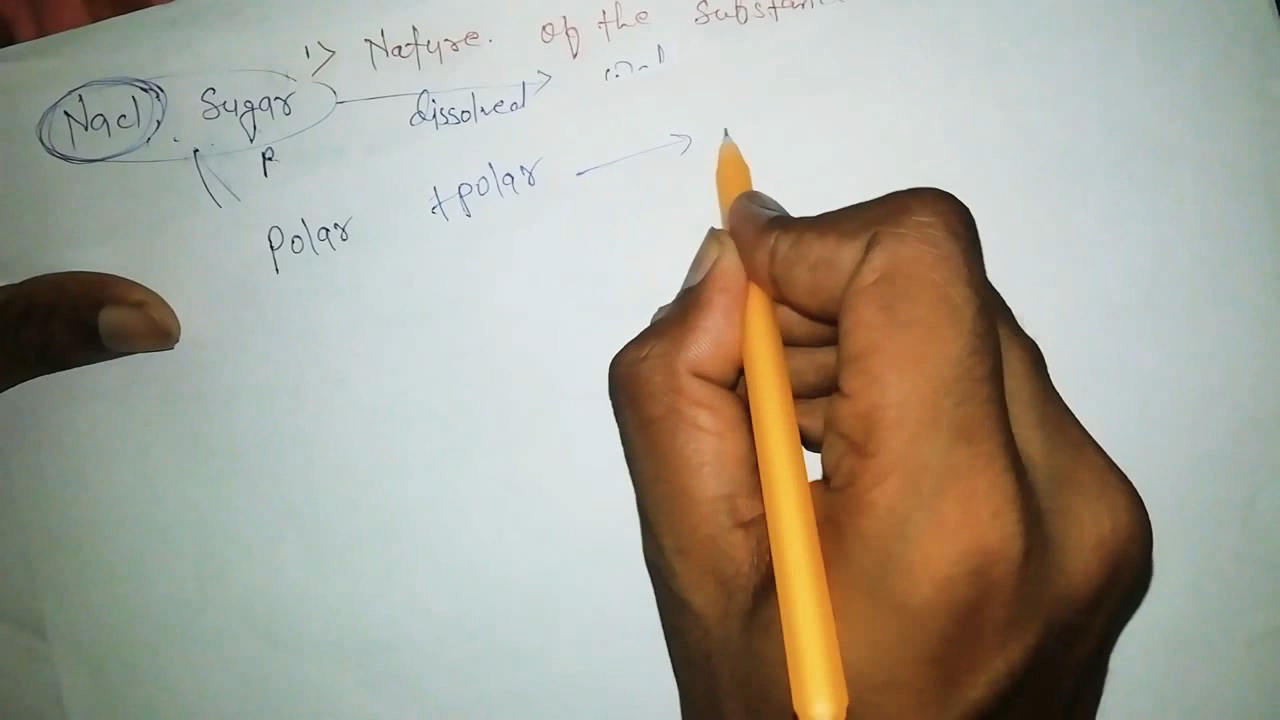 1> Nature. of the
Nacl, Sugar dissolved
P
Polar +polar